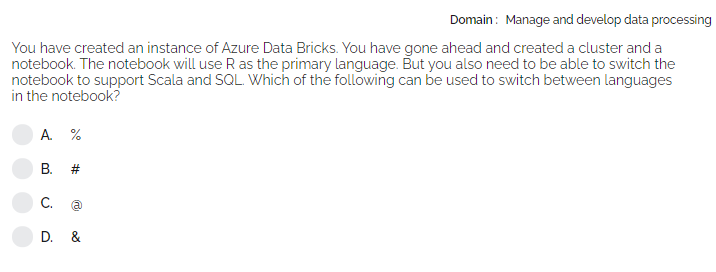 Domain : Manage and develop data processing
You have created an instance of Azure Data Bricks. You have gone ahead and created a cluster and a
notebook. The notebook will use R as the primary language. But you also need to be able to switch the
notebook to support Scala and SQL. Which of the following can be used to switch between languages
in the notebook?
A. %
B. #
C. @
D. &